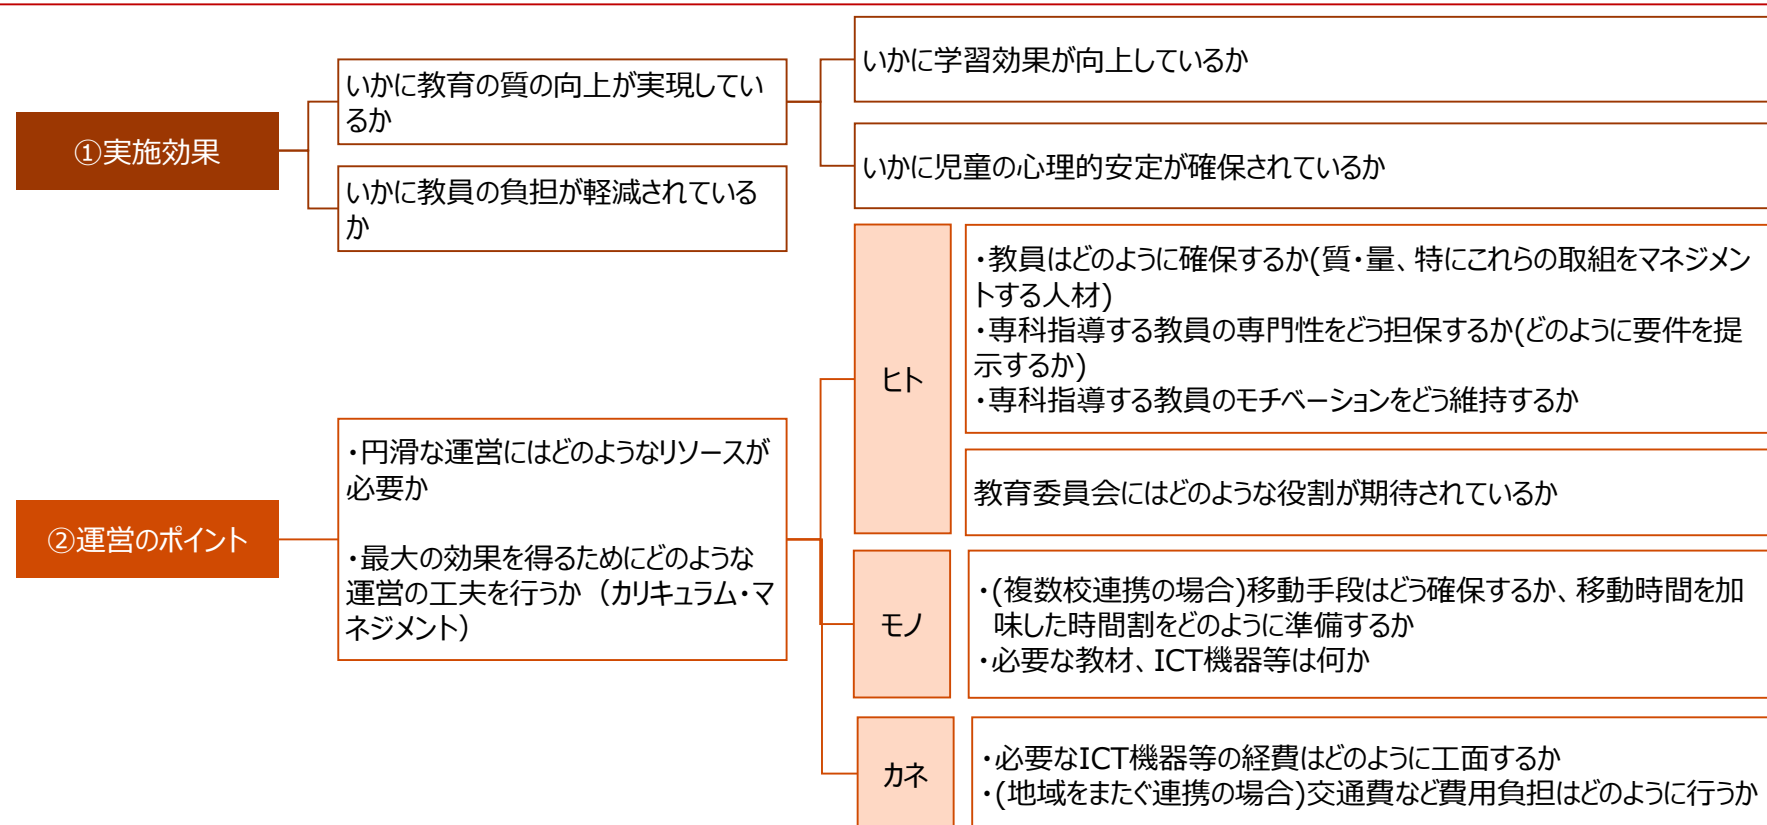 ①実施効果
いかに教育の質の向上が実現してい
るか
いかに教員の負担が軽減されている
か
いかに学習効果が向上しているか
いかに児童の心理的安定が確保されているか
②運営のポイント
・円滑な運営にはどのようなリソースが
必要か
・最大の効果を得るためにどのような
運営の工夫を行うか（カリキュラム・マ
ネジメント）
ヒト
・教員はどのように確保するか(質・量、特にこれらの取組をマネジメン
トする人材)
・専科指導する教員の専門性をどう担保するか(どのように要件を提
示するか)
・専科指導する教員のモチベーションをどう維持するか
教育委員会にはどのような役割が期待されているか
モノ
・(複数校連携の場合)移動手段はどう確保するか、移動時間を加
味した時間割をどのように準備するか
・必要な教材、ICT機器等は何か
カネ
・必要なICT機器等の経費はどのように工面するか
・(地域をまたぐ連携の場合)交通費など費用負担はどのように行うか